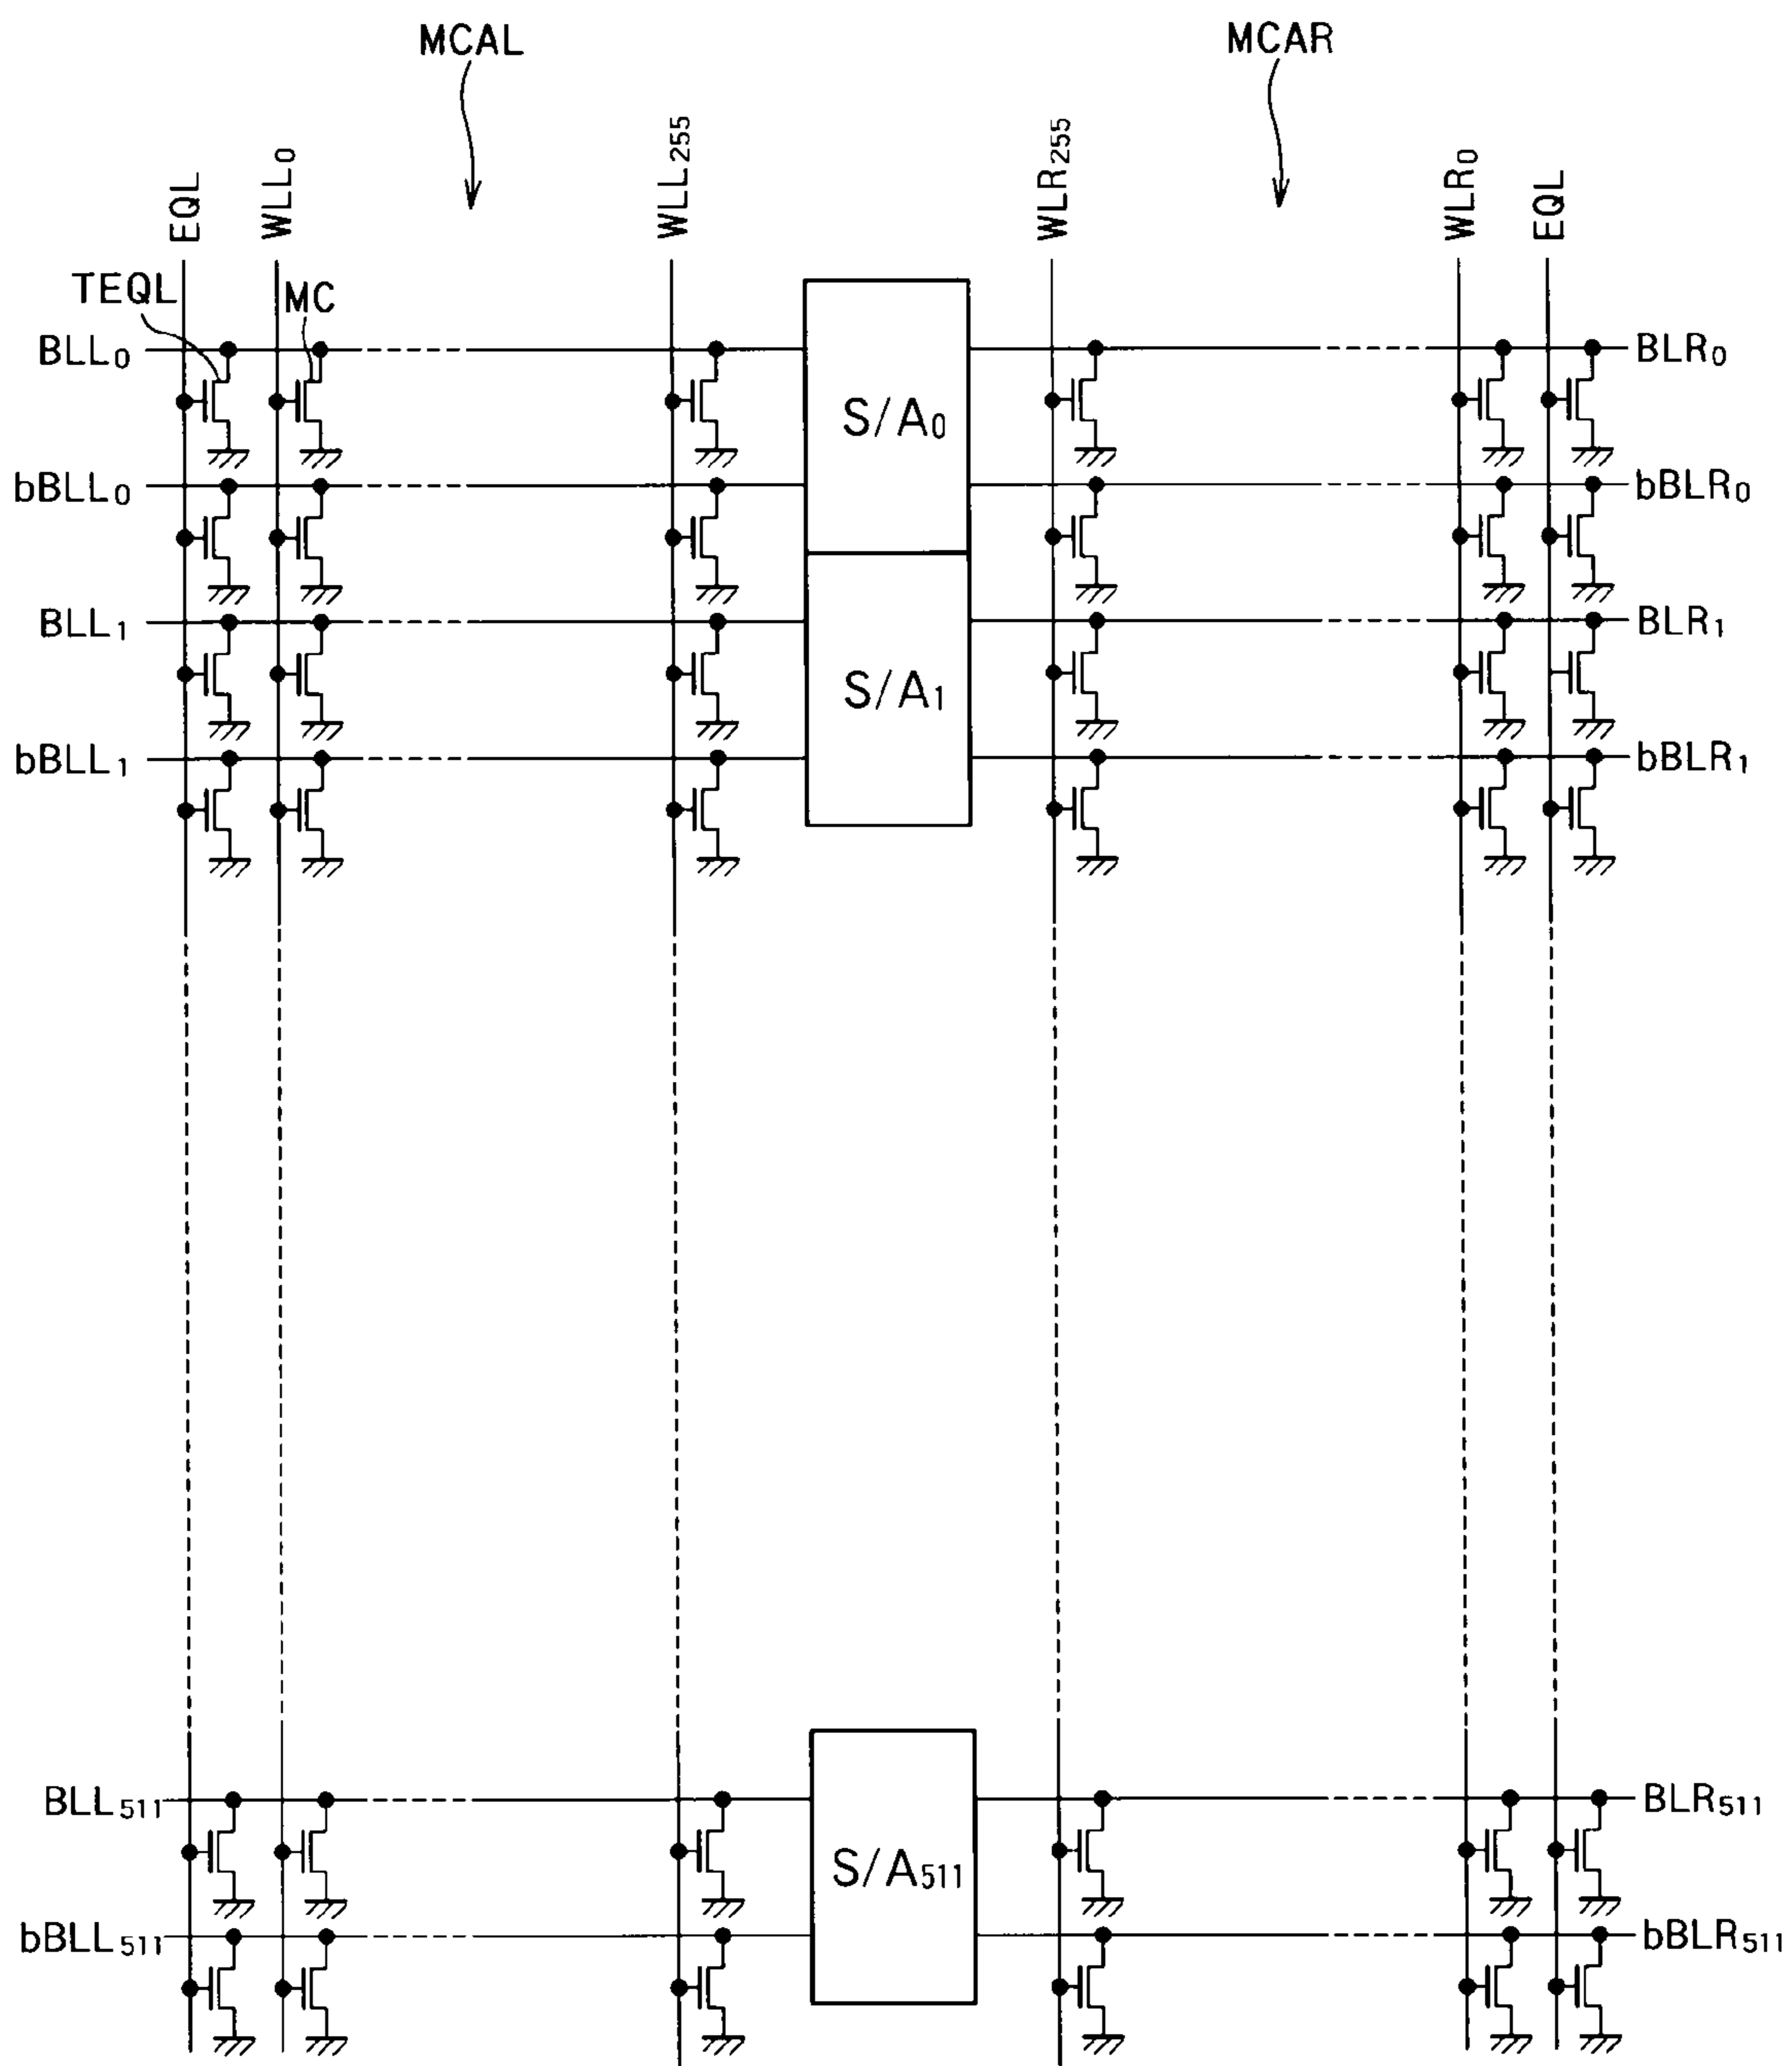 MCAL
MCAR
EQL
WLL0
WLL255
WLR255
WLR0
EQL
TEQL
MC
BLL0
S/A0
BLR0
bBLL0
bBLR0
BLL1
S/A1
BLR1
bBLL1
bBLR1
BLL511
S/A511
BLR511
bBLL511
bBLR511